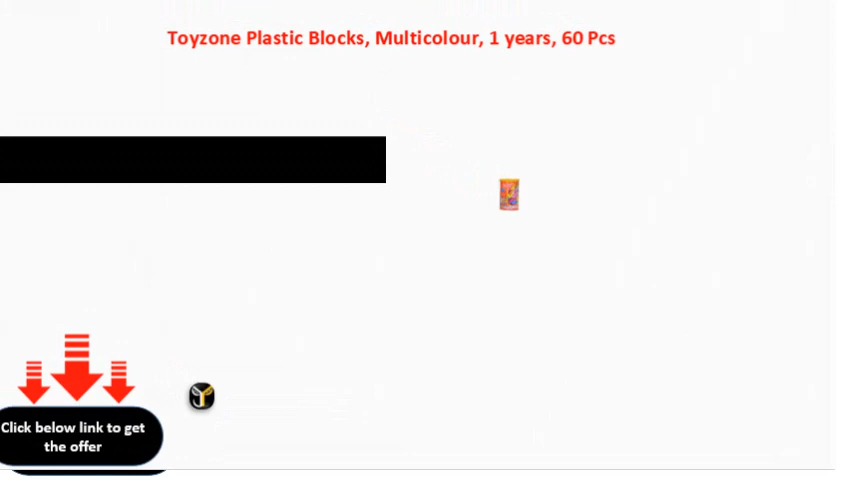 Toyzone Plastic Blocks, Multicolour, 1 years, 60 Pcs
Click below link to get
the offer